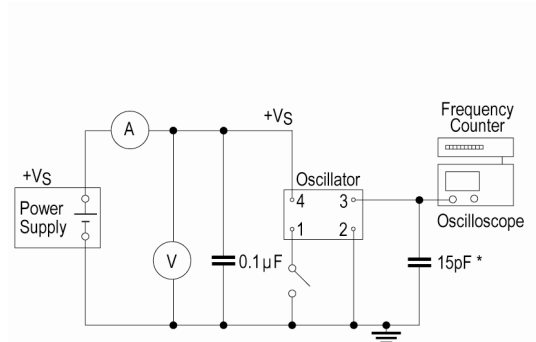 Frequency
Counter
+VS
A
+VS
Oscillator
Power
Supply
4
3
Oscilloscope
1
2
V
0.1µF
15pF *